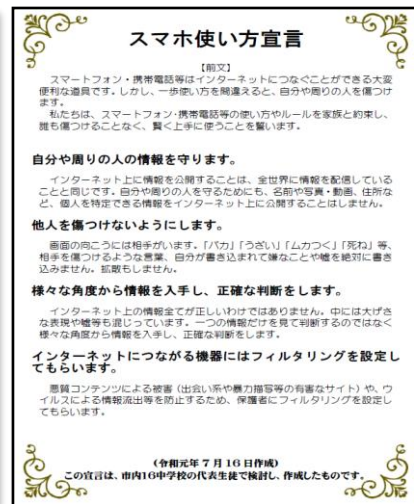 スマホ使い方宣言
【前文】
スマートフォン・携帯電話等はインターネットにつなぐことができる大変
便利な道具です。しかし、一歩使い方を間違えると、自分や周りの人を傷つけ
ます。
私たちは、スマートフォン・携帯電話等の使い方やルールを家族と約束し、
誰も傷つけることなく、賢く上手に使うことを誓います。
自分や周りの人の情報を守ります。
インターネット上に情報を公開することは、全世界に情報を配信している
ことと同じです。自分や周りの人を守るためにも、名前や写真・動画、住所な
ど、個人を特定できる情報をインターネット上に公開することはしません。
他人を傷つけないようにします。
画面の向こうには相手がいます。「バカ」「うざい」「ムカつく」「死ね」等、
相手を傷つけるような言葉、自分が書き込まれて嫌なことや嘘を絶対に書き
込みません。拡散もしません。
様々な角度から情報を入手し、正確な判断をします。
インターネット上の情報全てが正しいわけではありません。中には大げさ
な表現や嘘等も混じっています。一つの情報だけを見て判断するのではなく
様々な角度から情報を入手し、正確な判断をします。
インターネットにつながる機器にはフィルタリングを設定し
てもらいます。
悪質コンテンツによる被害（出会い系や暴力描写等の有害なサイト）や、ウ
イルスによる情報流出等を防止するため、保護者にフィルタリングを設定し
てもらいます。
（令和元年７月１６日作成）
この宣言は、市内１６中学校の代表生徒で検討し、作成したものです。